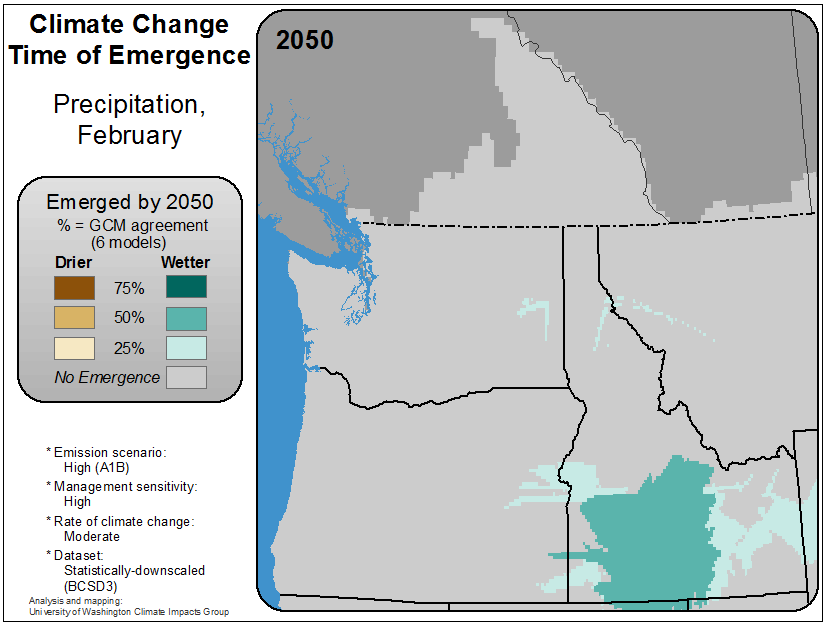 Climate Change
Time of Emergence
Precipitation,
February
Emerged by 2050
% = GCM agreement
(6 models)
Drier Wetter
75%
50%
25%
No Emergence
* Emission scenario:
High (A1B)
* Management sensitivity:
High
* Rate of climate change:
Moderate
* Dataset:
Statistically-downscaled
(BCSD3)
Analysis and mapping:
University of Washington Climate Impacts Group
2050